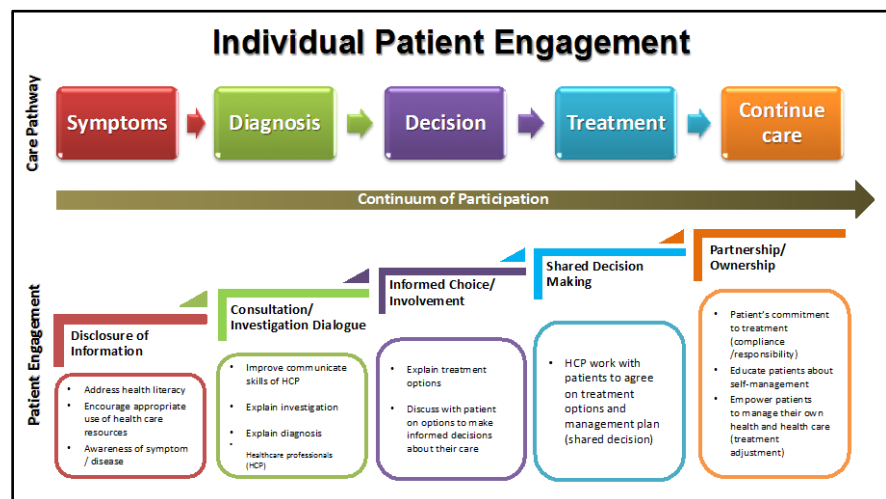 Individual Patient Engagement
Care Pathway
Symptoms
Diagnosis
Decision
Treatment
Continue
care
Continuum of Participation
Patient Engagement
Disclosure of
Information
• Address health literacy
• Encourage appropriate
use of health care
resources
• Awareness of symptom
/ disease
Consultation/
Investigation Dialogue
• Improve communicate
skills of HCP
• Explain investigation
• Explain diagnosis
•
Healthcare professionals
(HCP)
Informed Choice/
Involvement
• Explain treatment
options
• Discuss with patient
on options to make
informed decisions
about their care
Shared Decision
Making
• HCP work with
patients to agree
on treatment
options and
management plan
(shared decision)
Partnership/
Ownership
• Patient's commitment
to treatment
(compliance
/responsibility)
• Educate patients about
self-management
• Empower patients
to manage their own
health and health care
(treatment
adjustment)